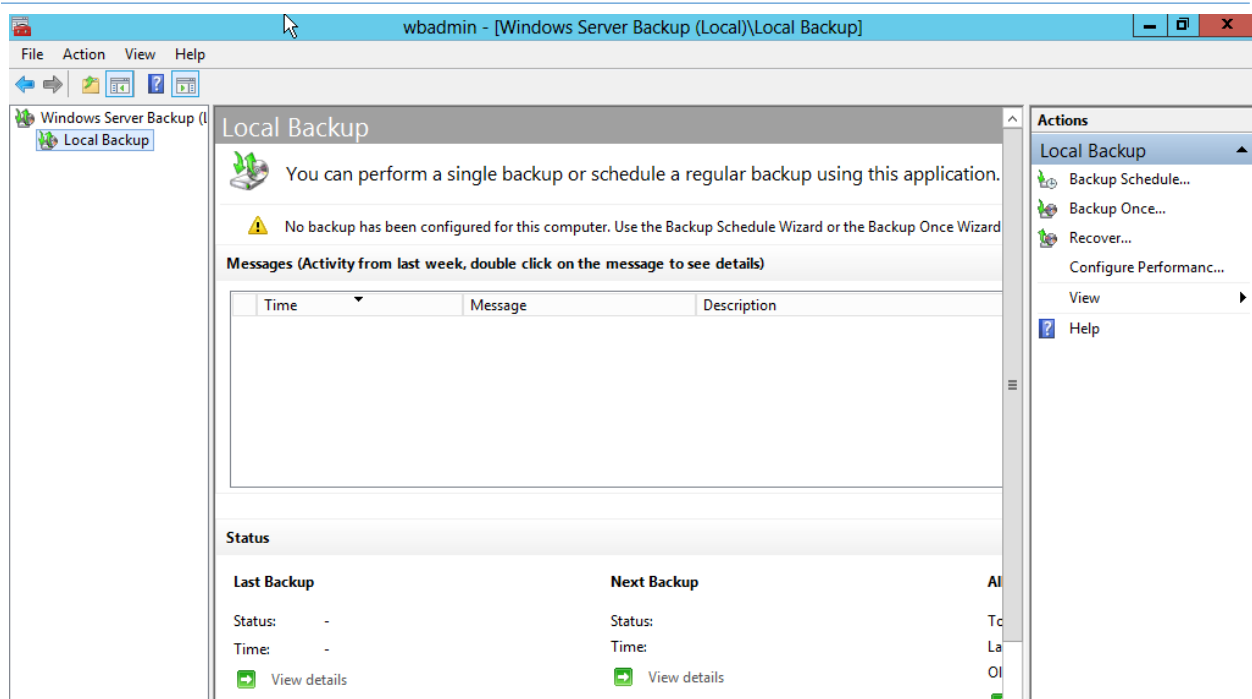 wbadmin - [Windows Server Backup (Local)\Local Backup]
File Action View Help
Windows Server Backup (L
Local Backup
Local Backup
You can perform a single backup or schedule a regular backup using this application.
No backup has been configured for this computer. Use the Backup Schedule Wizard or the Backup Once Wizard
Messages (Activity from last week, double click on the message to see details)
Time Message Description
Status
Last Backup
Status: -
Time: -
View details
Next Backup
Status:
Time:
View details
Al
To
La
Ol
Actions
Local Backup
Backup Schedule...
Backup Once...
Recover...
Configure Performanc...
View
Help